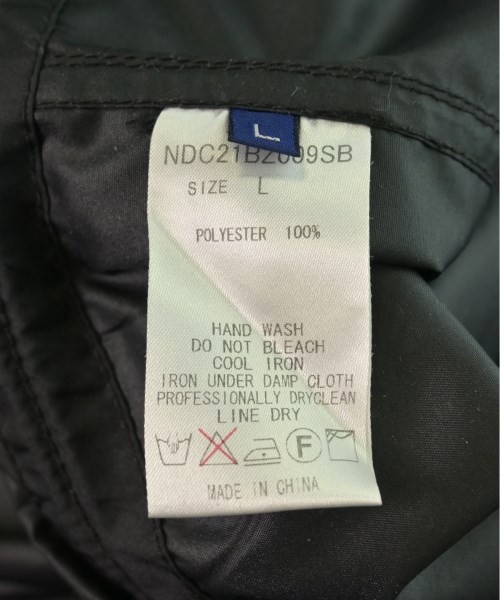 L
SIZE L
POLYESTER 100%
HAND WASH
DO NOT BLEACH
COOL IRON
IRON UNDER DAMP CLOTH
PROFESSIONALLY DRYCLEAN
LINE DRY
F
MADE IN CHINA